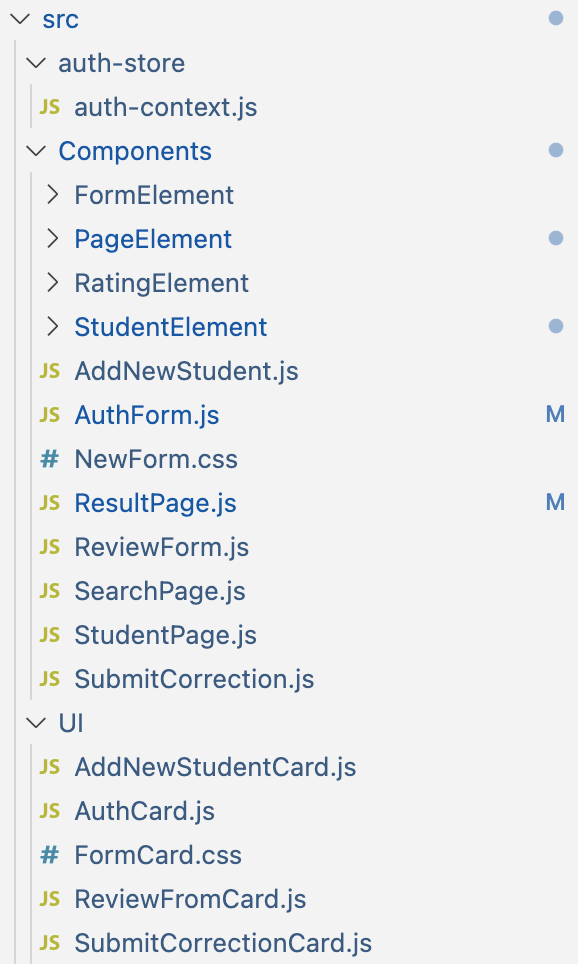 src
auth-store
JS auth-context.js
Components
FormElement
PageElement
RatingElement
StudentElement
JS AddNewStudent.js
JS AuthForm.js M
# NewForm.css
JS ResultPage.js M
JS ReviewForm.js
JS SearchPage.js
JS StudentPage.js
JS SubmitCorrection.js
UI
JS AddNewStudentCard.js
JS AuthCard.js
# FormCard.css
JS ReviewFromCard.js
JS SubmitCorrectionCard.js